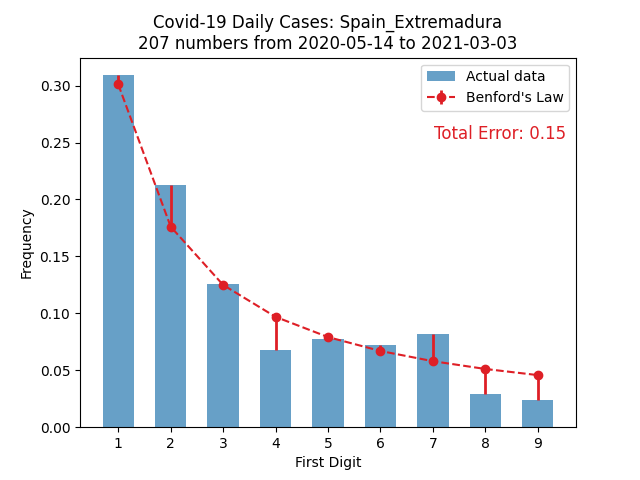 Covid-19 Daily Cases: Spain_Extremadura
207 numbers from 2020-05-14 to 2021-03-03
Actual data
Benford's Law
Total Error: 0.15
Frequency
0.30
0.25
0.20
0.15
0.10
0.05
0.00
1 2 3 4 5 6 7 8 9
First Digit